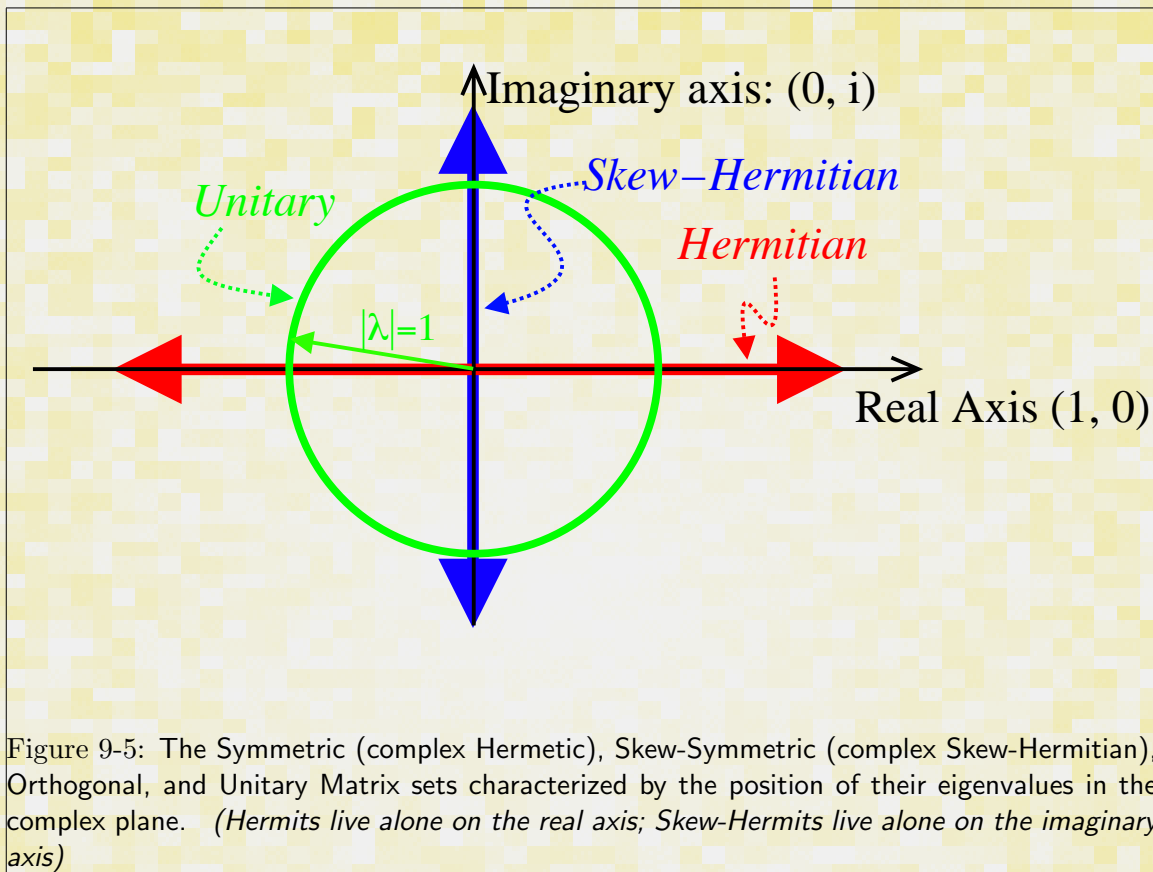 Imaginary axis: (0, i)
Skew–Hermitian
Unitary
Hermitian
|λ|=1
Real Axis (1, 0)
Figure 9-5: The Symmetric (complex Hermetic), Skew-Symmetric (complex Skew-Hermitian),
Orthogonal, and Unitary Matrix sets characterized by the position of their eigenvalues in the
complex plane. (Hermits live alone on the real axis; Skew-Hermits live alone on the imaginary
axis)